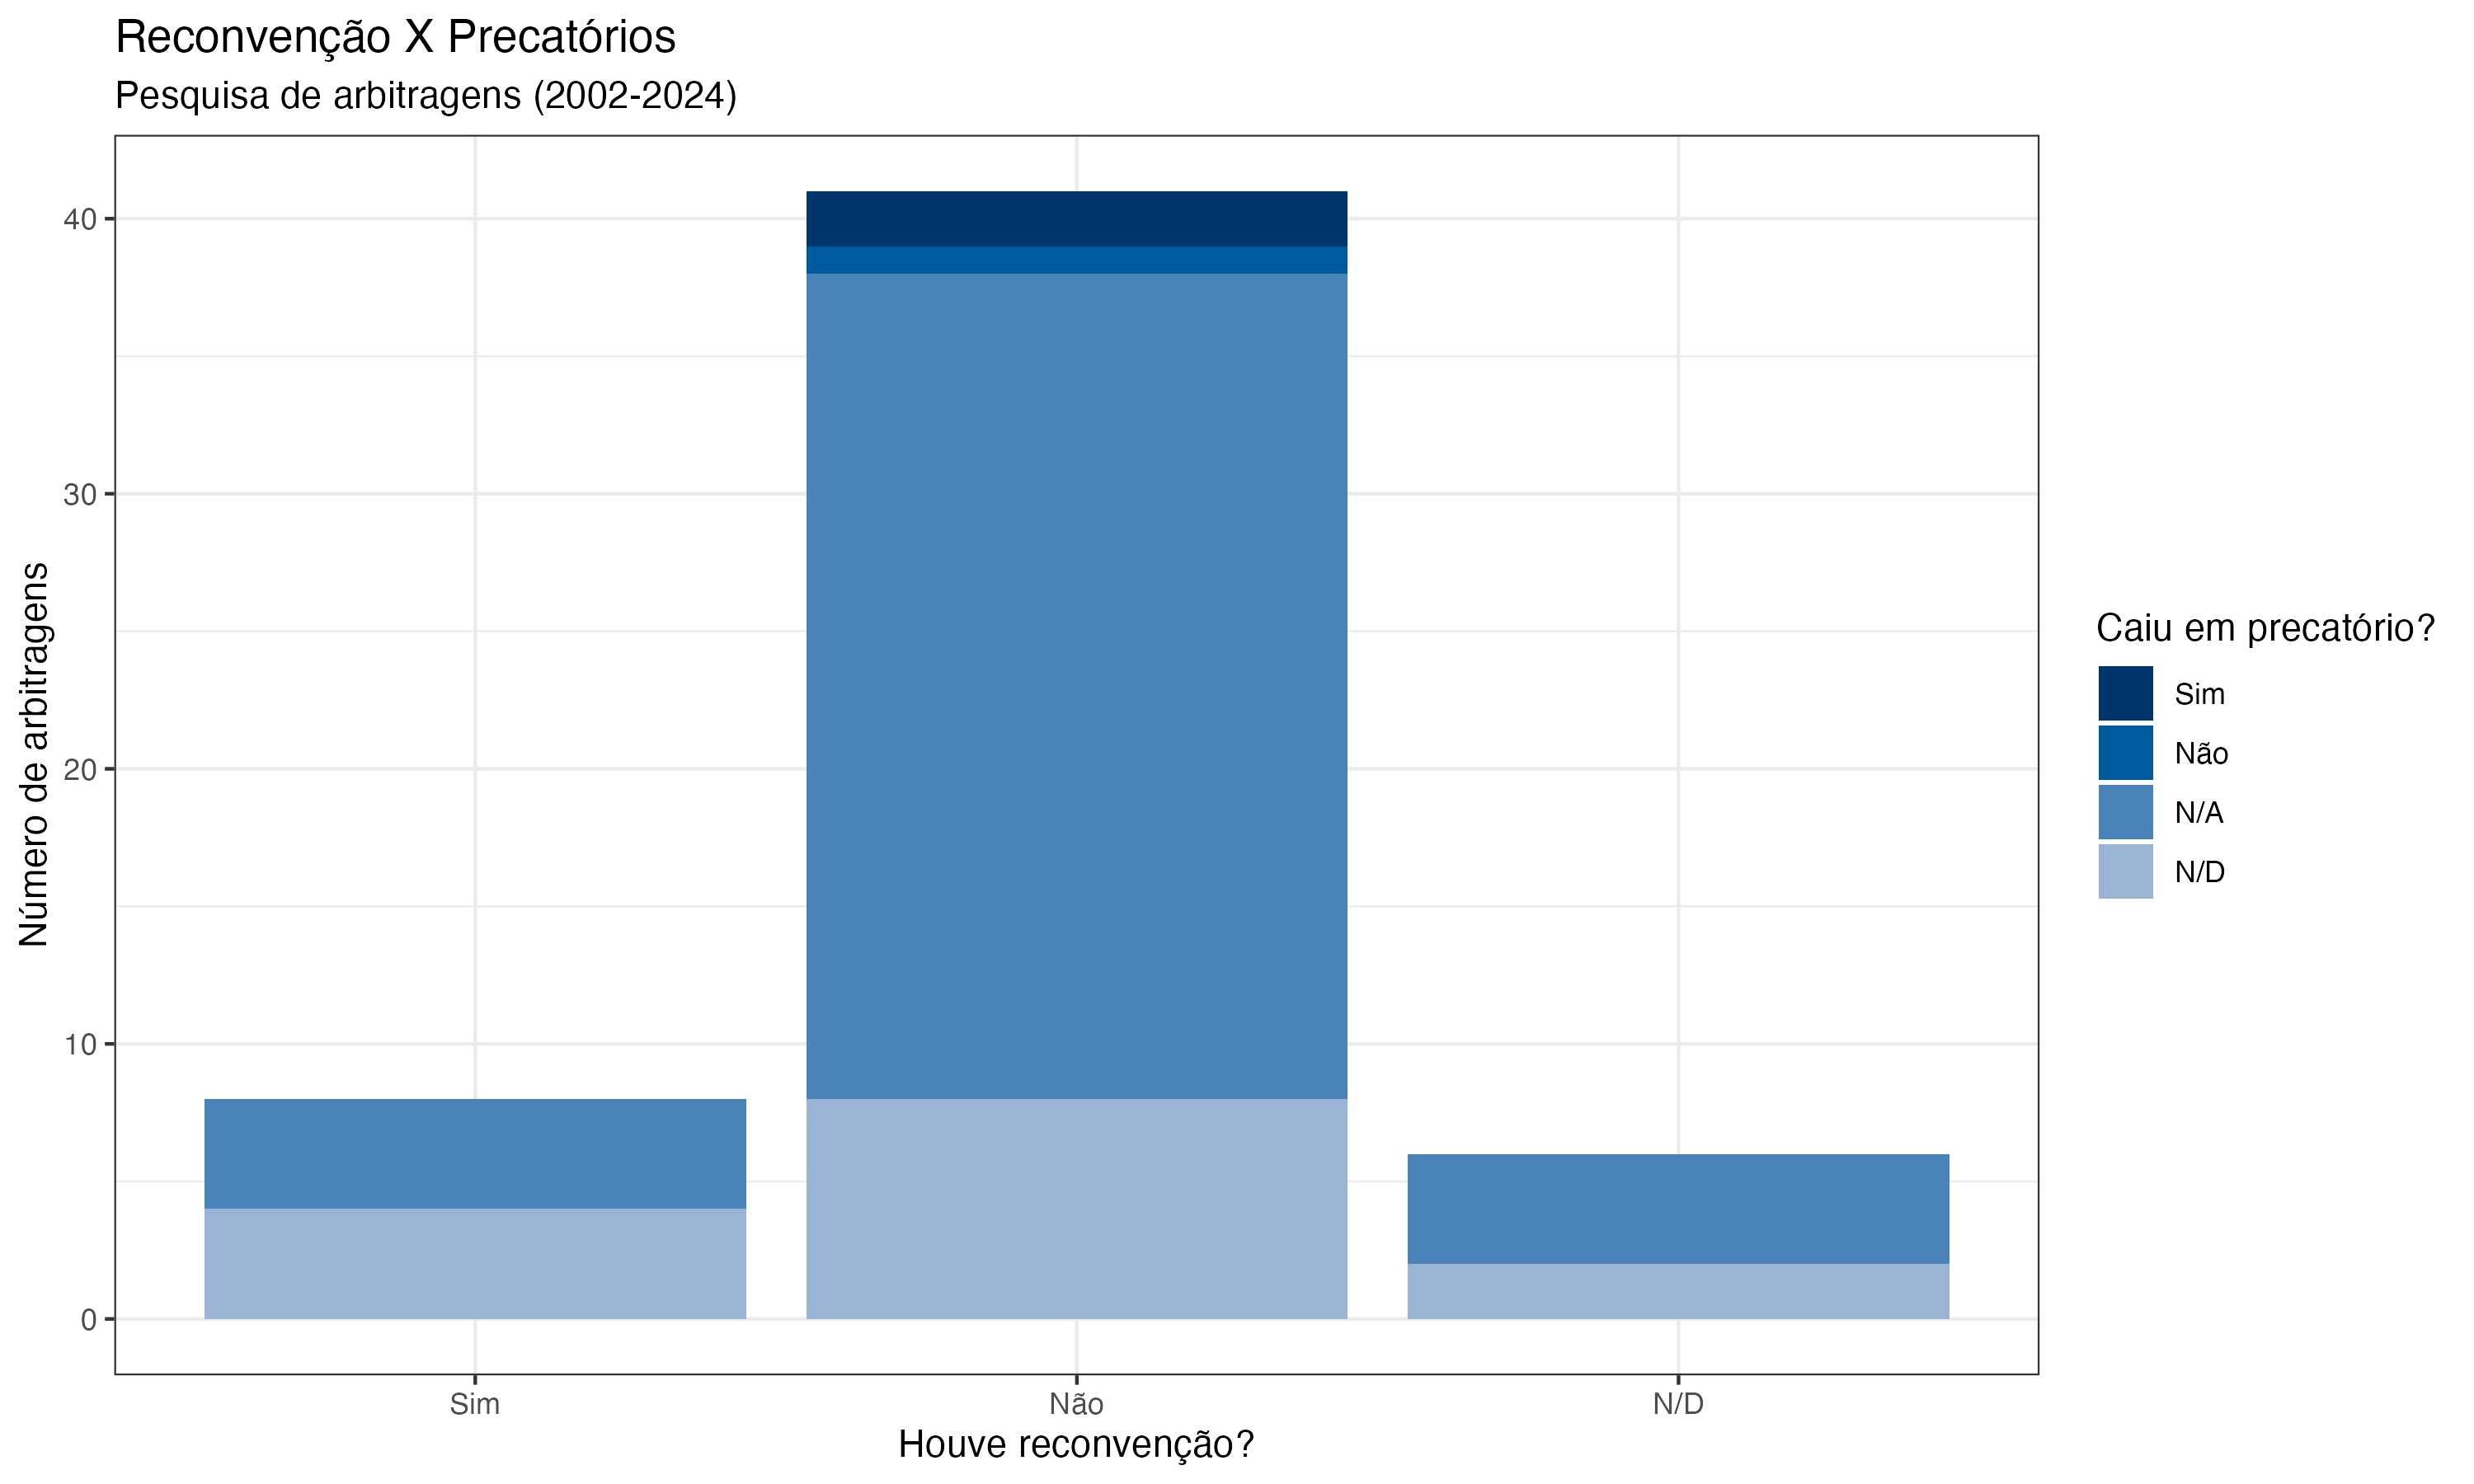 Reconvenção X Precatórios
Pesquisa de arbitragens (2002-2024)
Número de arbitragens
40
30
20
10
0
Sim
Não
N/D
Houve reconvenção?
Caiu em precatório?
Sim
Não
N/A
N/D